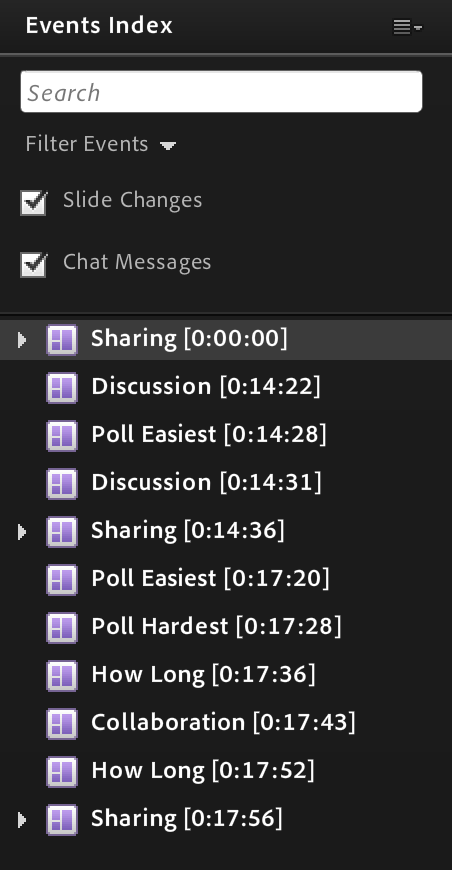 Events Index
Search
Filter Events
Slide Changes
Chat Messages
Sharing [0:00:00]
Discussion [0:14:22]
Poll Easiest [0:14:28]
Discussion [0:14:31]
Sharing [0:14:36]
Poll Easiest [0:17:20]
Poll Hardest [0:17:28]
How Long [0:17:36]
Collaboration [0:17:43]
How Long [0:17:52]
Sharing [0:17:56]